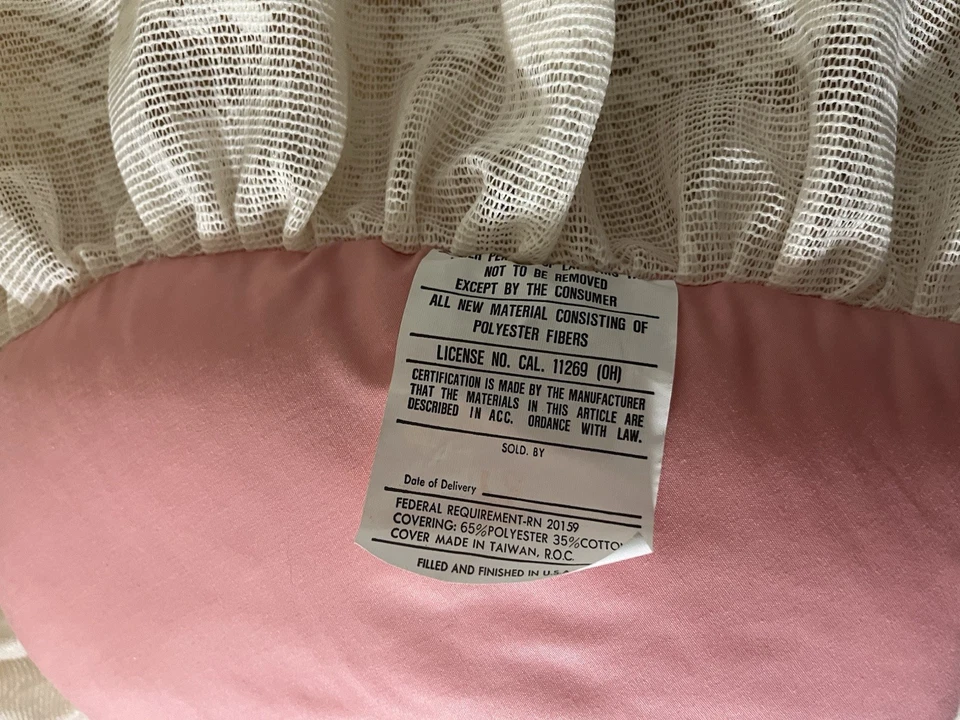 NOT TO BE REMOVED
EXCEPT BY THE CONSUMER
ALL NEW MATERIAL CONSISTING OF
POLYESTER FIBERS
LICENSE NO. CAL. 11269 (OH)
CERTIFICATION IS MADE BY THE MANUFACTURER
THAT THE MATERIALS IN THIS ARTICLE ARE
DESCRIBED IN ACC. ORDANCE WITH LAW.
SOLD. BY
Date of Delivery
FEDERAL REQUIREMENT-RN 20159
COVERING: 65%POLYESTER 35%COTTO
COVER MADE IN TAIWAN, R.O.C.
FILLED AND FINISHED IN U.S.